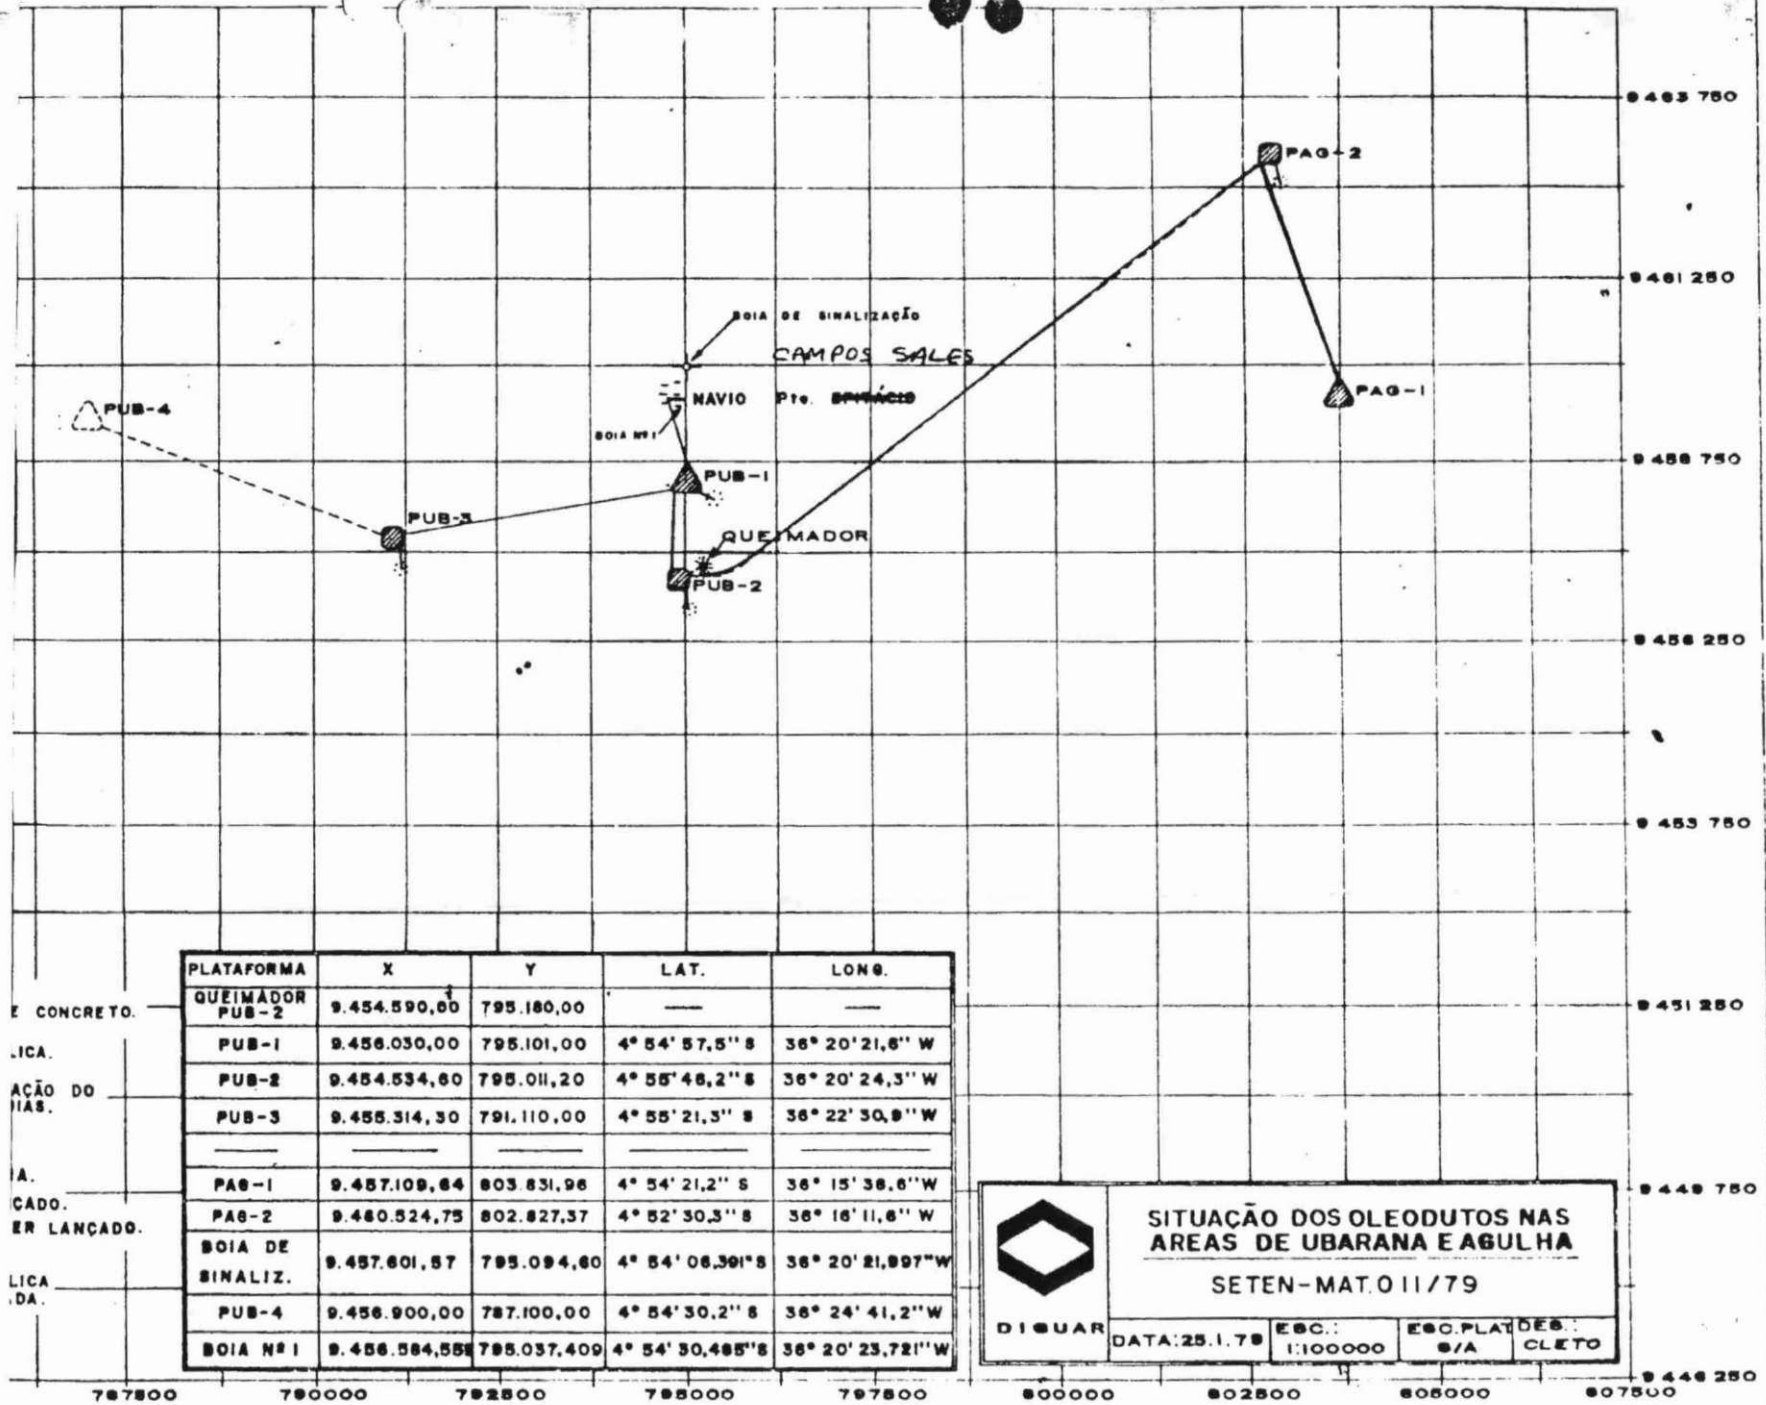 9 463 750
PAG-2
9 461 250
BOIA DE SINALIZAÇÃO
CAMPOS SALES
NAVIO Pte. EPITÁCIO
PAG-1
PUB-4
BOIA Nº 1
9 458 750
PUB-1
PUB-3
QUEIMADOR
PUB-2
9 456 250
9 453 750
PLATAFORMA X Y LAT. LONG.
QUEIMADOR PUB-2 9.454.590,60 795.180,00 — —
E CONCRETO.
9 451 250
PUB-1 9.456.030,00 795.101,00 4° 54' 57,5'' S 36° 20' 21,6'' W
LICA.
PUB-2 9.454.534,60 795.011,20 4° 55' 46,2'' S 36° 20' 24,3'' W
AÇÃO DO
IAS.
PUB-3 9.455.314,30 791.110,00 4° 55' 21,3'' S 36° 22' 30,9'' W
— — — — —
IA.
PAG-1 9.457.109,64 803.831,96 4° 54' 21,2'' S 36° 15' 36,6'' W
9 449 750
CADO.
PAG-2 9.460.524,75 802.827,37 4° 52' 30,3'' S 36° 16' 11,6'' W
ER LANÇADO.
BOIA DE SINALIZ. 9.457.601,57 795.094,60 4° 54' 06,391'' S 36° 20' 21,997'' W
LICA
DA.
PUB-4 9.456.900,00 787.100,00 4° 54' 30,2'' S 36° 24' 41,2'' W
BOIA Nº 1 9.456.584,558 795.037,409 4° 54' 30,485'' S 36° 20' 23,721'' W
SITUAÇÃO DOS OLEODUTOS NAS
AREAS DE UBARANA E AGULHA
SETEN-MAT. 011/79
DIGUAR
DATA: 25.1.79
ESC.:
1:100000
ESC. PLAT
S/A
DES.:
CLETO
9 446 250
787500 790000 792500 795000 797500 800000 802500 805000 807500